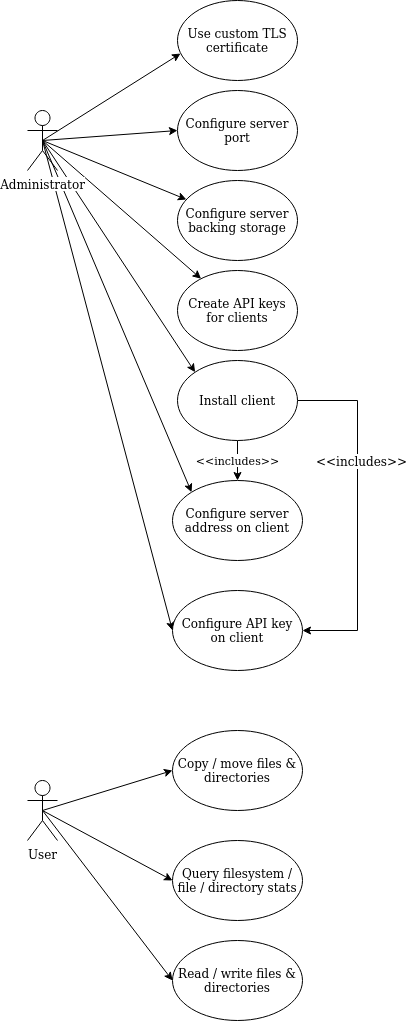 Use custom TLS
certificate
Configure server
port
Administrator
Configure server
backing storage
Create API keys
for clients
Install client
<<includes>>
<<includes>>
Configure server
address on client
Configure API key
on client
Copy / move files &
directories
User
Query filesystem /
file / directory stats
Read / write files &
directories